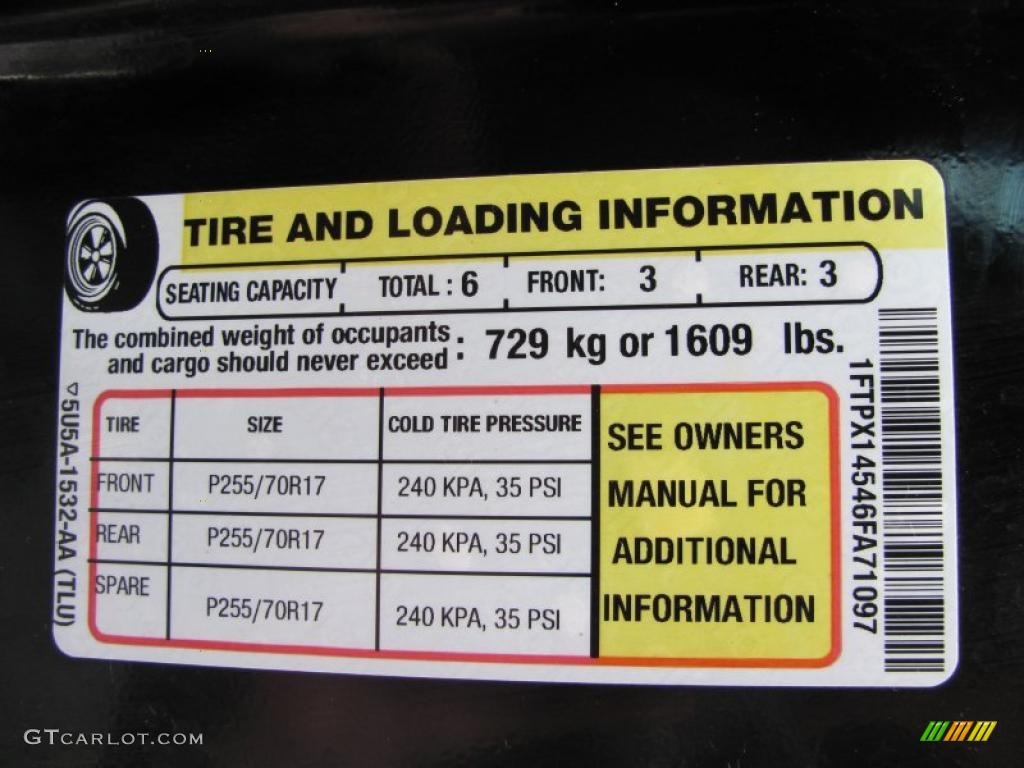 TIRE AND LOADING INFORMATION
SEATING CAPACITY TOTAL : 6 FRONT: 3 REAR: 3
The combined weight of occupants
and cargo should never exceed : 729 kg or 1609 lbs.
TIRE SIZE COLD TIRE PRESSURE
FRONT P255/70R17 240 KPA, 35 PSI
REAR P255/70R17 240 KPA, 35 PSI
SPARE P255/70R17 240 KPA, 35 PSI
SEE OWNERS
MANUAL FOR
ADDITIONAL
INFORMATION
5U5A-1532-AA (TLU)
1FTPX14546FA71097
GTCARLOT.COM